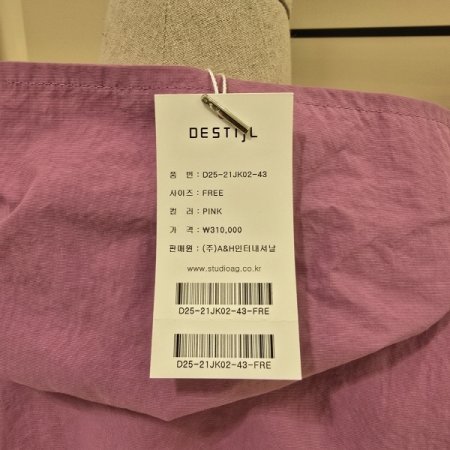 DESTIJL
품 번 : D25-21JK02-43
사이즈 : FREE
컬 러 : PINK
가 격 : ₩310,000
판매원 : (주)A&H인터내셔날
www.studioag.co.kr
D25-21JK02-43-FRE
D25-21JK02-43-FRE